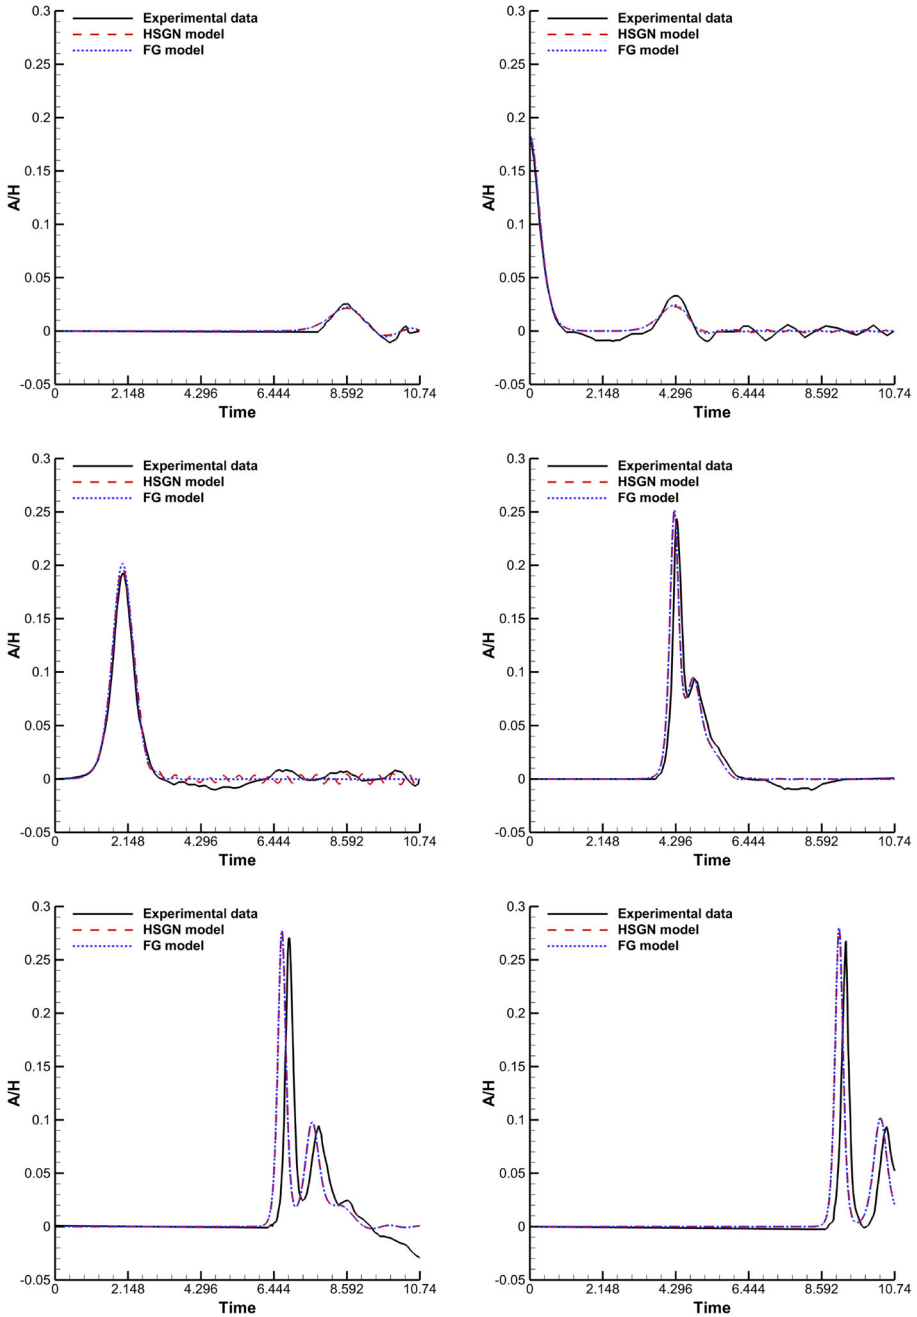 0.3
Experimental data
HSGN model
FG model
0.25
0.2
0.15
0.1
0.05
0
-0.05
A/H
0
2.148
4.296
6.444
8.592
10.74
Time
0.3
Experimental data
HSGN model
FG model
0.25
0.2
0.15
0.1
0.05
0
-0.05
A/H
0
2.148
4.296
6.444
8.592
10.74
Time
0.3
Experimental data
HSGN model
FG model
0.25
0.2
0.15
0.1
0.05
0
-0.05
A/H
0
2.148
4.296
6.444
8.592
10.74
Time
0.3
Experimental data
HSGN model
FG model
0.25
0.2
0.15
0.1
0.05
0
-0.05
A/H
0
2.148
4.296
6.444
8.592
10.74
Time
0.3
Experimental data
HSGN model
FG model
0.25
0.2
0.15
0.1
0.05
0
-0.05
A/H
0
2.148
4.296
6.444
8.592
10.74
Time
0.3
Experimental data
HSGN model
FG model
0.25
0.2
0.15
0.1
0.05
0
-0.05
A/H
0
2.148
4.296
6.444
8.592
10.74
Time